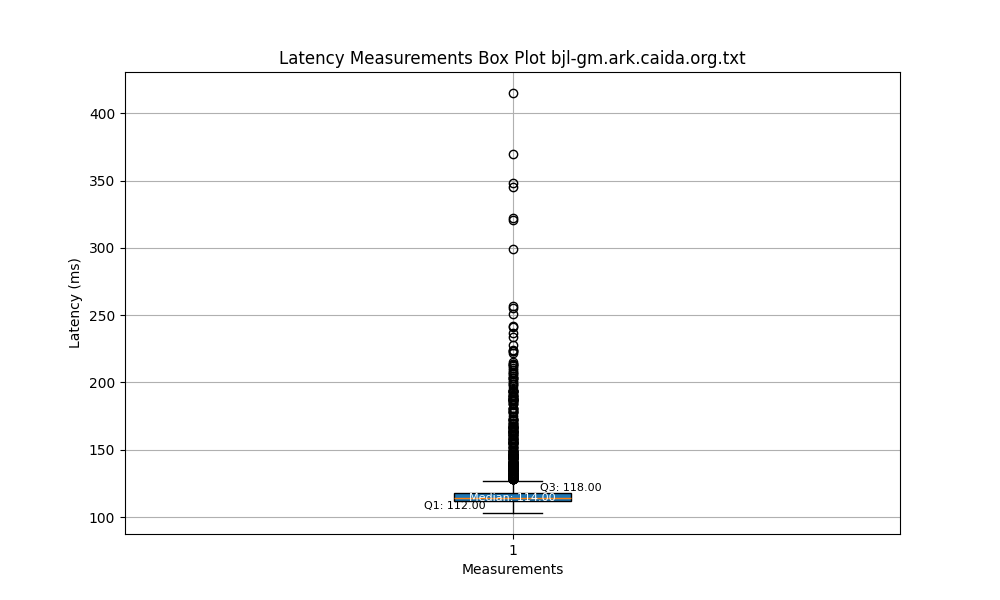 Latency Measurements Box Plot bjl-gm.ark.caida.org.txt
400
350
300
250
200
150
100
Latency (ms)
Q3: 118.00
Median: 114.00
Q1: 112.00
1
Measurements